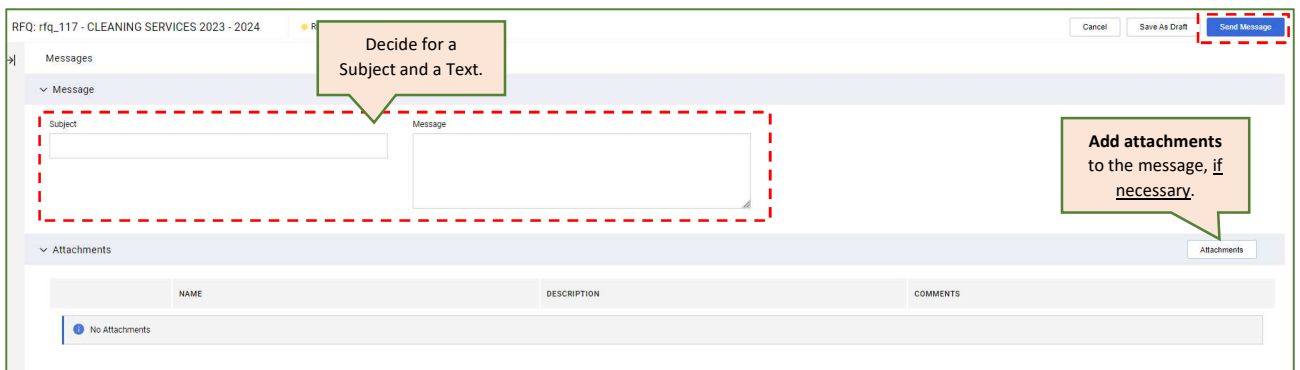 RFQ: rfq_117 - CLEANING SERVICES 2023 - 2024
R
Cancel
Save As Draft
Send Message
Decide for a
Subject and a Text.
Messages
Message
Subject
Message
Add attachments
to the message, if
necessary.
Attachments
Attachments
NAME
DESCRIPTION
COMMENTS
No Attachments